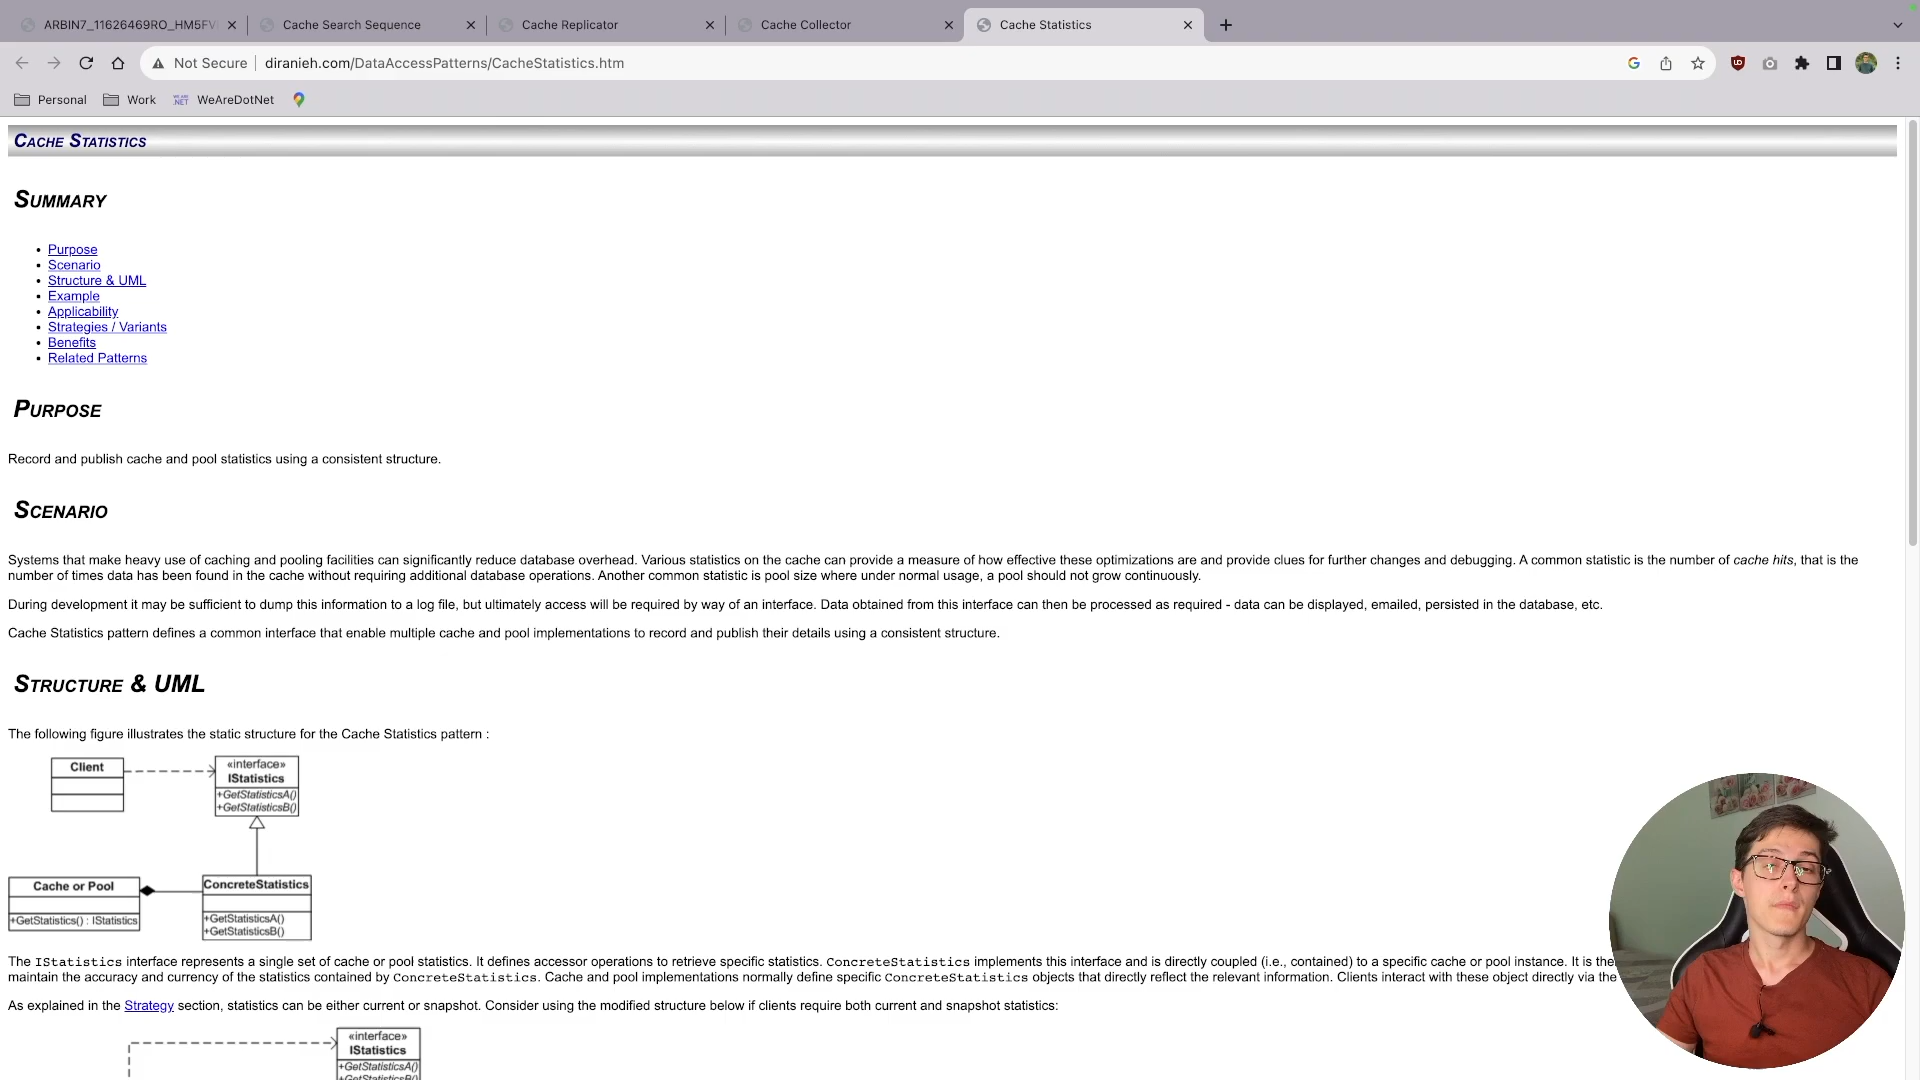 ARBIN7_11626469RO_HM5FV
Cache Search Sequence
Cache Replicator
Cache Collector
Cache Statistics
Not Secure
diranieh.com/DataAccessPatterns/CacheStatistics.htm
Personal
Work
WeAreDotNet
Cache Statistics
Summary
Purpose
Scenario
Structure & UML
Example
Applicability
Strategies / Variants
Benefits
Related Patterns
Purpose
Record and publish cache and pool statistics using a consistent structure.
Scenario
Systems that make heavy use of caching and pooling facilities can significantly reduce database overhead. Various statistics on the cache can provide a measure of how effective these optimizations are and provide clues for further changes and debugging. A common statistic is the number of cache hits, that is the
number of times data has been found in the cache without requiring additional database operations. Another common statistic is pool size where under normal usage, a pool should not grow continuously.
During development it may be sufficient to dump this information to a log file, but ultimately access will be required by way of an interface. Data obtained from this interface can then be processed as required - data can be displayed, emailed, persisted in the database, etc.
Cache Statistics pattern defines a common interface that enable multiple cache and pool implementations to record and publish their details using a consistent structure.
Structure & UML
The following figure illustrates the static structure for the Cache Statistics pattern :
Client
«interface»
IStatistics
+GetStatisticsA()
+GetStatisticsB()
Cache or Pool
+GetStatistics() : IStatistics
ConcreteStatistics
+GetStatisticsA()
+GetStatisticsB()
The IStatistics interface represents a single set of cache or pool statistics. It defines accessor operations to retrieve specific statistics. ConcreteStatistics implements this interface and is directly coupled (i.e., contained) to a specific cache or pool instance. It is the
maintain the accuracy and currency of the statistics contained by ConcreteStatistics. Cache and pool implementations normally define specific ConcreteStatistics objects that directly reflect the relevant information. Clients interact with these object directly via the
As explained in the Strategy section, statistics can be either current or snapshot. Consider using the modified structure below if clients require both current and snapshot statistics:
«interface»
IStatistics
+GetStatisticsA()
+GetStatisticsB()